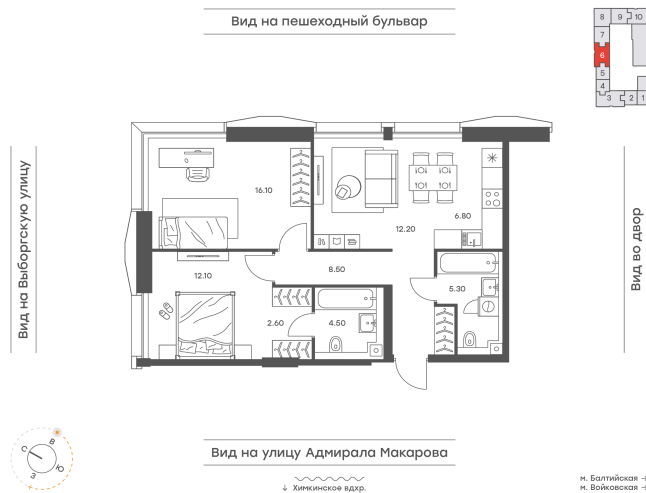 Вид на пешеходный бульвар
8 9 10
7
6
5
4
3 2 1
Вид на Выборгскую улицу
Вид во двор
16.10
6.80
12.20
12.10
8.50
5.30
2.60
4.50
С В
З Ю
Вид на улицу Адмирала Макарова
↓ Химкинское вдхр.
м. Балтийская →
м. Войковская →